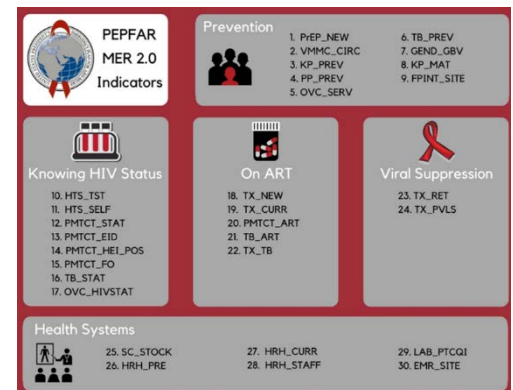 PEPFAR
MER 2.0
Indicators
Prevention
1. PrEP_NEW
2. VMMC_CIRC
3. KP_PREV
4. PP_PREV
5. OVC_SERV
6. TB_PREV
7. GEND_GBV
8. KP_MAT
9. FPINT_SITE
Knowing HIV Status
10. HTS_TST
11. HTS_SELF
12. PMTCT_STAT
13. PMTCT_EID
14. PMTCT_HEI_POS
15. PMTCT_FO
16. TB_STAT
17. OVC_HIVSTAT
On ART
18. TX_NEW
19. TX_CURR
20. PMTCT_ART
21. TB_ART
22. TX_TB
Viral Suppression
23. TX_RET
24. TX_PVLS
Health Systems
25. SC_STOCK
26. HRH_PRE
27. HRH_CURR
28. HRH_STAFF
29. LAB_PTCQI
30. EMR_SITE